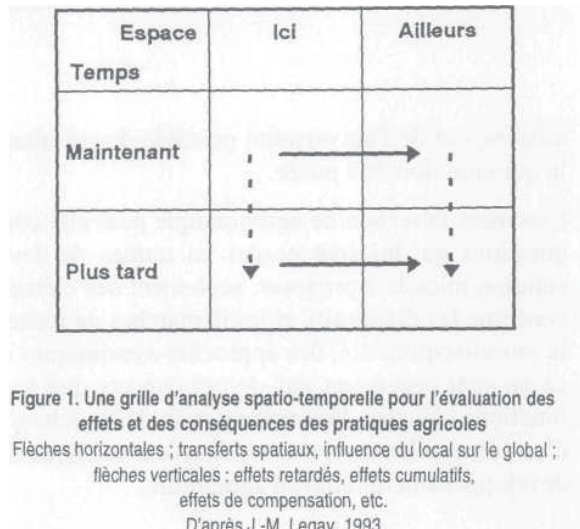 Espace Ici Ailleurs
Temps
Maintenant
Plus tard
Figure 1. Une grille d'analyse spatio-temporelle pour l'évaluation des
effets et des conséquences des pratiques agricoles
Flèches horizontales ; transferts spatiaux, influence du local sur le global ;
flèches verticales : effets retardés, effets cumulatifs,
effets de compensation, etc.
D'après J.-M. Legay, 1993